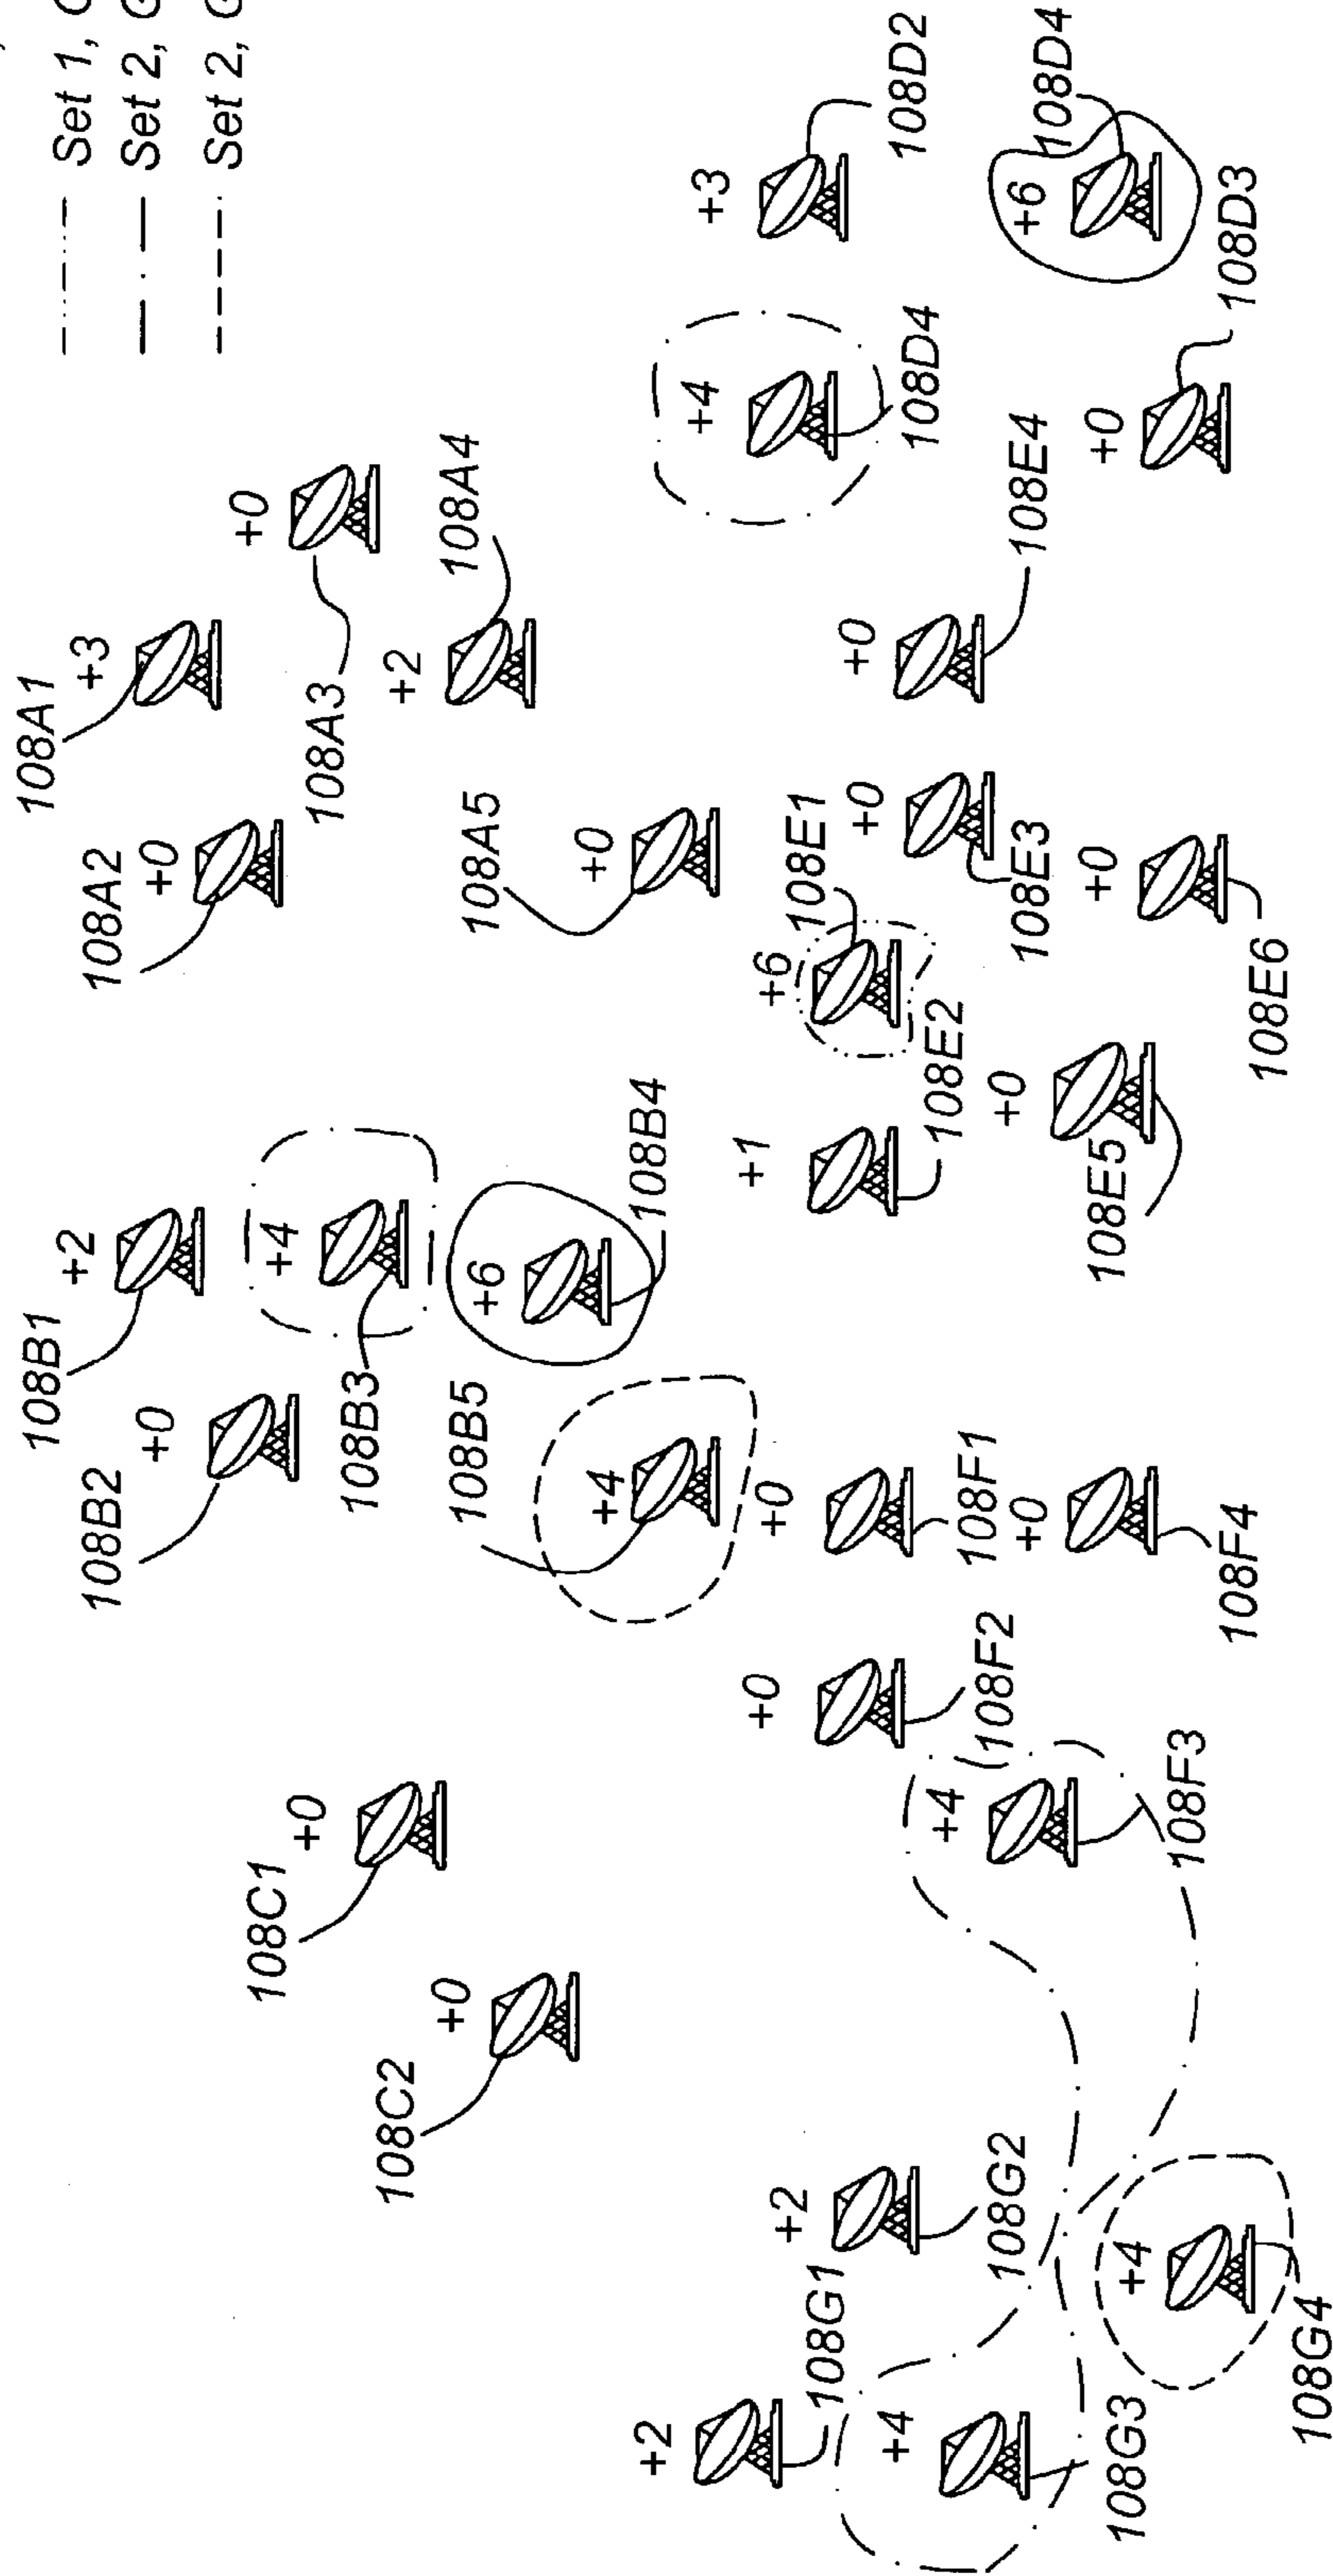 Set 1,
Set 2,
Set 2,
108A1
+3
108A2
+0
+0
108A3
+2
108A4
108A5
+0
108B1
+2
108B2
+0
+4
108B3
+6
108B4
108B5
+4
108C1
+0
108C2
+0
+3
108D2
+4
108D4
+6
108D4
+0
108D3
+6
108E1
+1
108E2
+0
108E3
+0
108E4
+0
108E5
+0
108E6
+0
108F1
+0
108F2
+4
108F3
+0
108F4
+2
108G1
+2
108G2
+4
108G3
+4
108G4